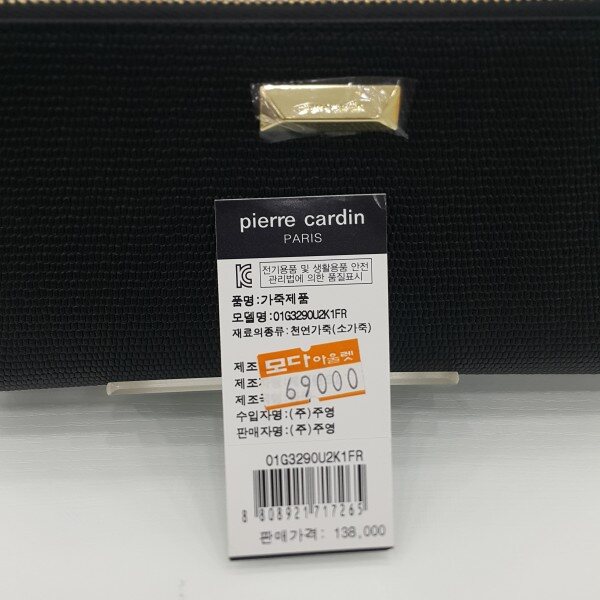 pierre cardin
PARIS
전기용품 및 생활용품 안전
관리법에 의한 품질표시
품명:가죽제품
모델명:01G3290U2K1FR
재료의종류:천연가죽(소가죽)
제조
모다아울렛
제조
69000
제조
수입자명:(주)주영
판매자명:(주)주영
01G3290U2K1FR
8 808921 717265
판매가격: 138,000